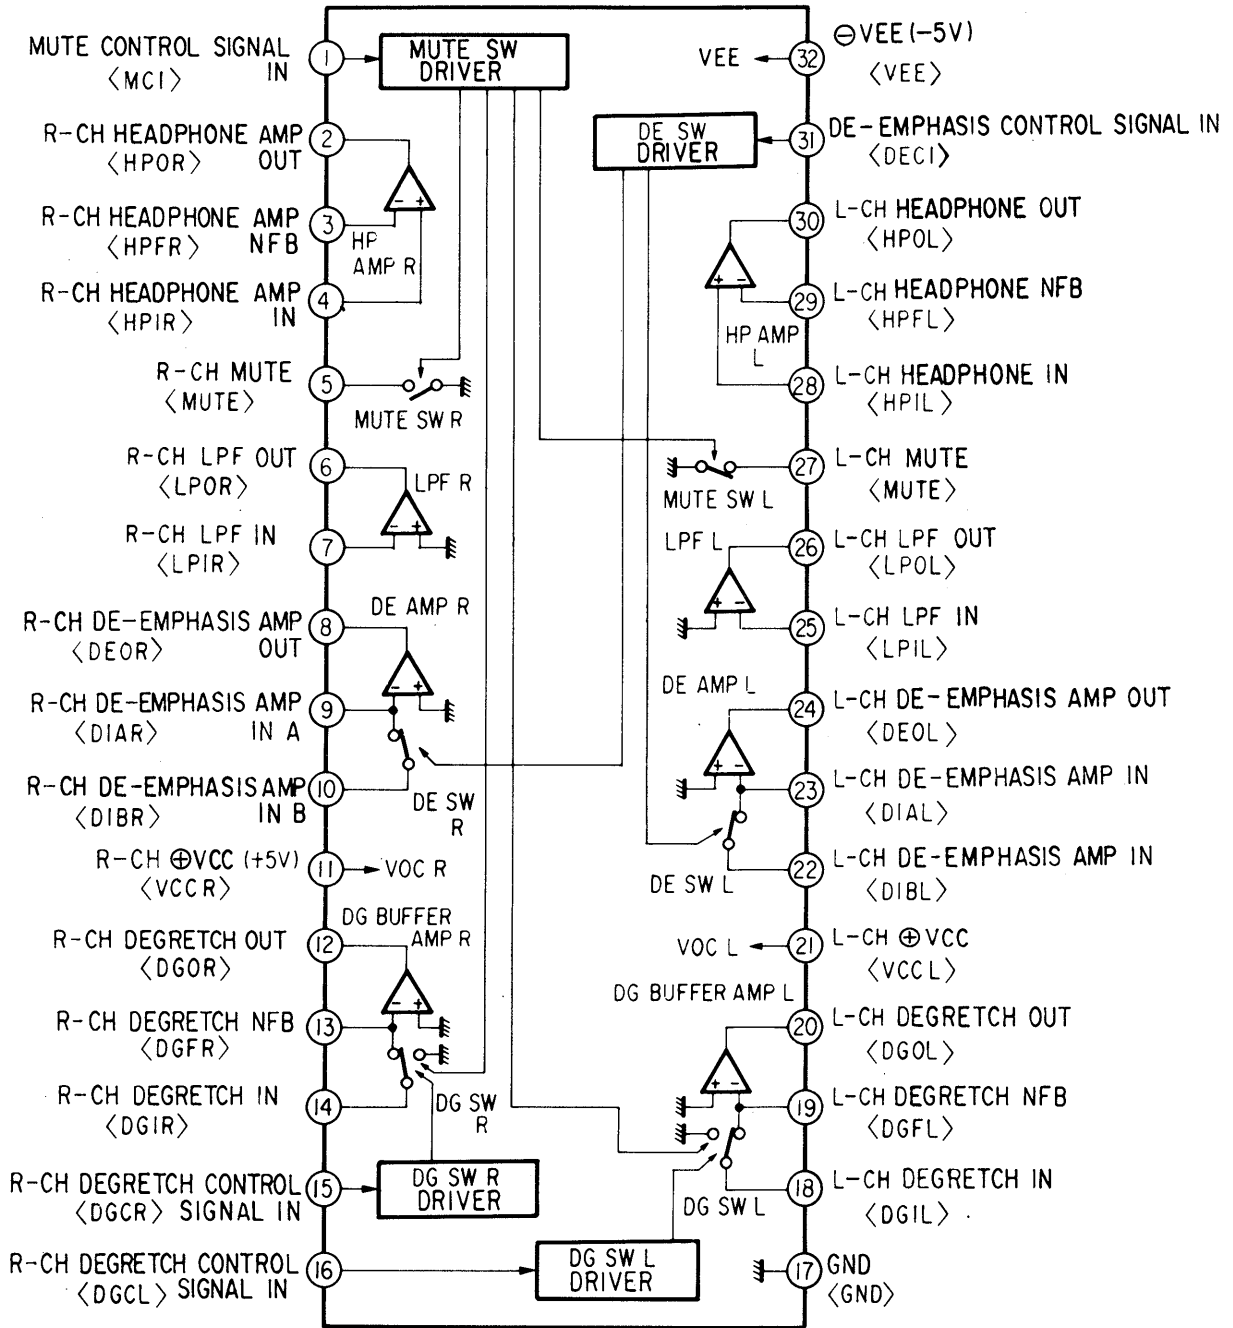 MUTE CONTROL SIGNAL
IN
〈MCI〉
1
R-CH HEADPHONE AMP
OUT
〈HPOR〉
2
R-CH HEADPHONE AMP
NFB
〈HPFR〉
3
R-CH HEADPHONE AMP
IN
〈HPIR〉
4
R-CH MUTE
〈MUTE〉
5
R-CH LPF OUT
〈LPOR〉
6
R-CH LPF IN
〈LPIR〉
7
R-CH DE-EMPHASIS AMP
OUT
〈DEOR〉
8
R-CH DE-EMPHASIS AMP
IN A
〈DIAR〉
9
R-CH DE-EMPHASIS AMP
IN B
〈DIBR〉
10
R-CH ⊕VCC (+5V)
〈VCCR〉
11
R-CH DEGRETCH OUT
〈DGOR〉
12
R-CH DEGRETCH NFB
〈DGFR〉
13
R-CH DEGRETCH IN
〈DGIR〉
14
R-CH DEGRETCH CONTROL
〈DGCR〉 SIGNAL IN
15
R-CH DEGRETCH CONTROL
〈DGCL〉 SIGNAL IN
16
MUTE SW
DRIVER
- +
HP
AMP R
MUTE SW R
LPF R
- +
DE AMP R
- +
DE SW
R
VOC R
DG BUFFER
AMP R
- +
DG SW
R
DG SW R
DRIVER
DG SW L
DRIVER
VEE
DE SW
DRIVER
+ -
HP AMP
L
MUTE SW L
LPF L
+ -
DE AMP L
+ -
DE SW L
VOC L
DG BUFFER AMP L
+ -
DG SW L
32
⊖VEE (-5V)
〈VEE〉
31
DE-EMPHASIS CONTROL SIGNAL IN
〈DECI〉
30
L-CH HEADPHONE OUT
〈HPOL〉
29
L-CH HEADPHONE NFB
〈HPFL〉
28
L-CH HEADPHONE IN
〈HPIL〉
27
L-CH MUTE
〈MUTE〉
26
L-CH LPF OUT
〈LPOL〉
25
L-CH LPF IN
〈LPIL〉
24
L-CH DE-EMPHASIS AMP OUT
〈DEOL〉
23
L-CH DE-EMPHASIS AMP IN
〈DIAL〉
22
L-CH DE-EMPHASIS AMP IN
〈DIBL〉
21
L-CH ⊕VCC
〈VCCL〉
20
L-CH DEGRETCH OUT
〈DGOL〉
19
L-CH DEGRETCH NFB
〈DGFL〉
18
L-CH DEGRETCH IN
〈DGIL〉
17
GND
〈GND〉